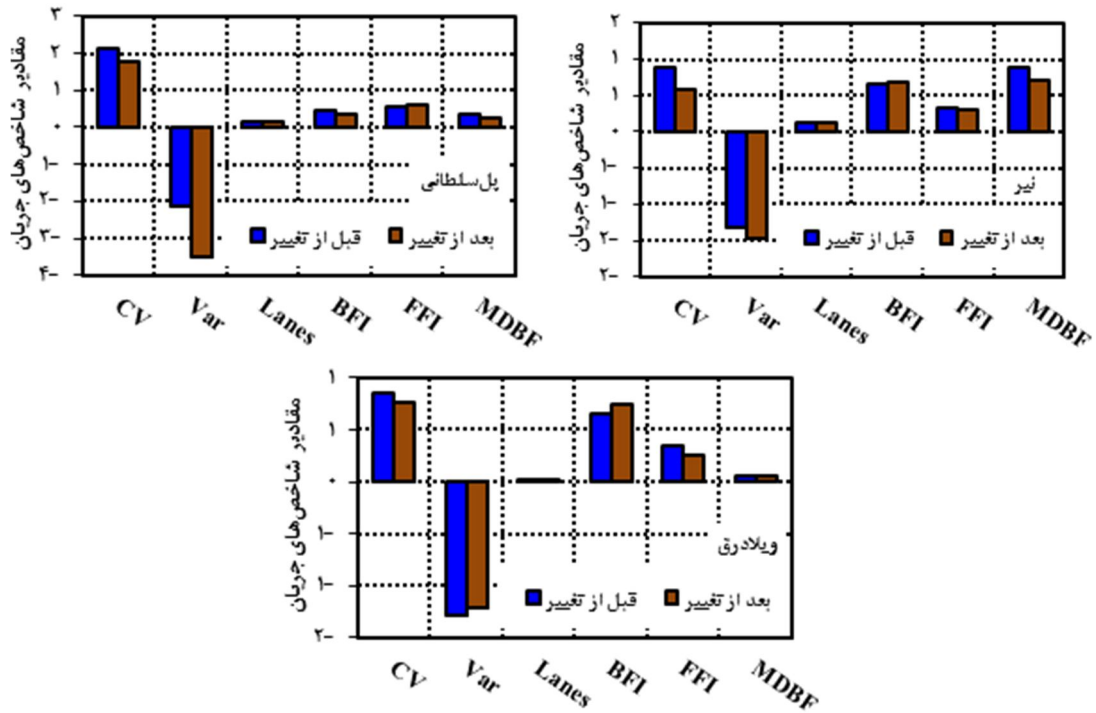 مقادیر شاخص‌های جریان
۳
۲
۱
۰
۱-
۲-
۳-
۴-
پل‌سلطانی
قبل از تغییر
بعد از تغییر
CV
Var
Lanes
BFI
FFI
MDBF
مقادیر شاخص‌های جریان
۲
۱
۱
۰
۱-
۱-
۲-
۲-
نیر
قبل از تغییر
بعد از تغییر
CV
Var
Lanes
BFI
FFI
MDBF
مقادیر شاخص‌های جریان
۱
۱
۰
۱-
۱-
۲-
ویلادرق
قبل از تغییر
بعد از تغییر
CV
Var
Lanes
BFI
FFI
MDBF